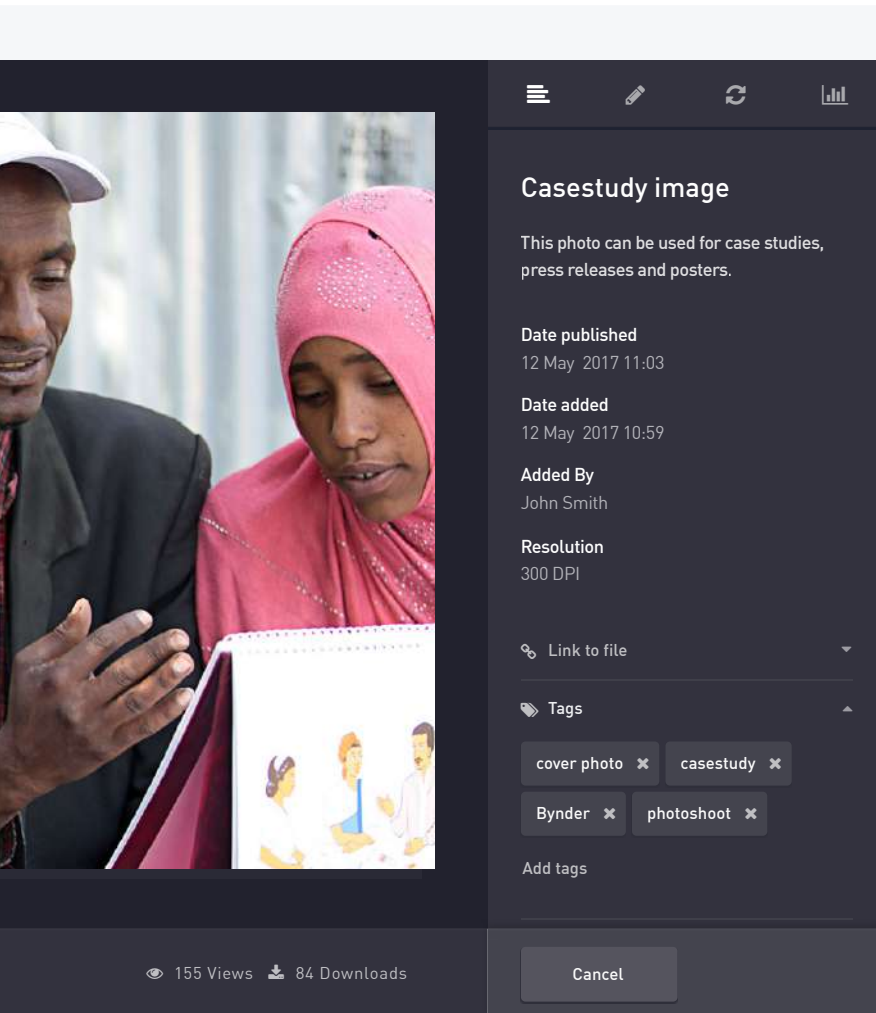 Casestudy image
This photo can be used for case studies,
press releases and posters.
Date published
12 May 2017 11:03
Date added
12 May 2017 10:59
Added By
John Smith
Resolution
300 DPI
Link to file
Tags
cover photo
casestudy
Bynder
photoshoot
Add tags
155 Views 84 Downloads
Cancel